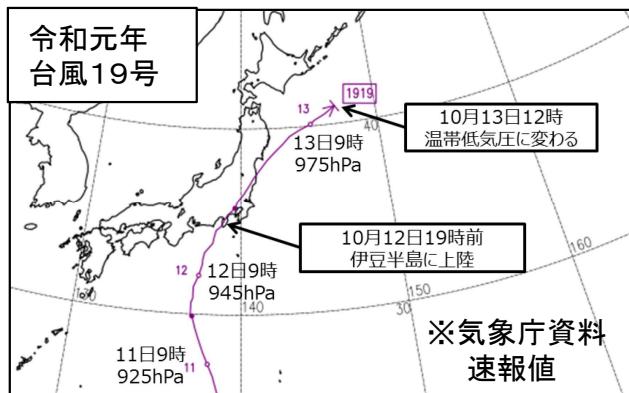 令和元年
台風19号
1919
13
10月13日12時
温帯低気圧に変わる
40
13日9時
975hPa
10月12日19時前
伊豆半島に上陸
160
12
12日9時
945hPa
150
130
140
30
11日9時
925hPa
11
※気象庁資料
速報値